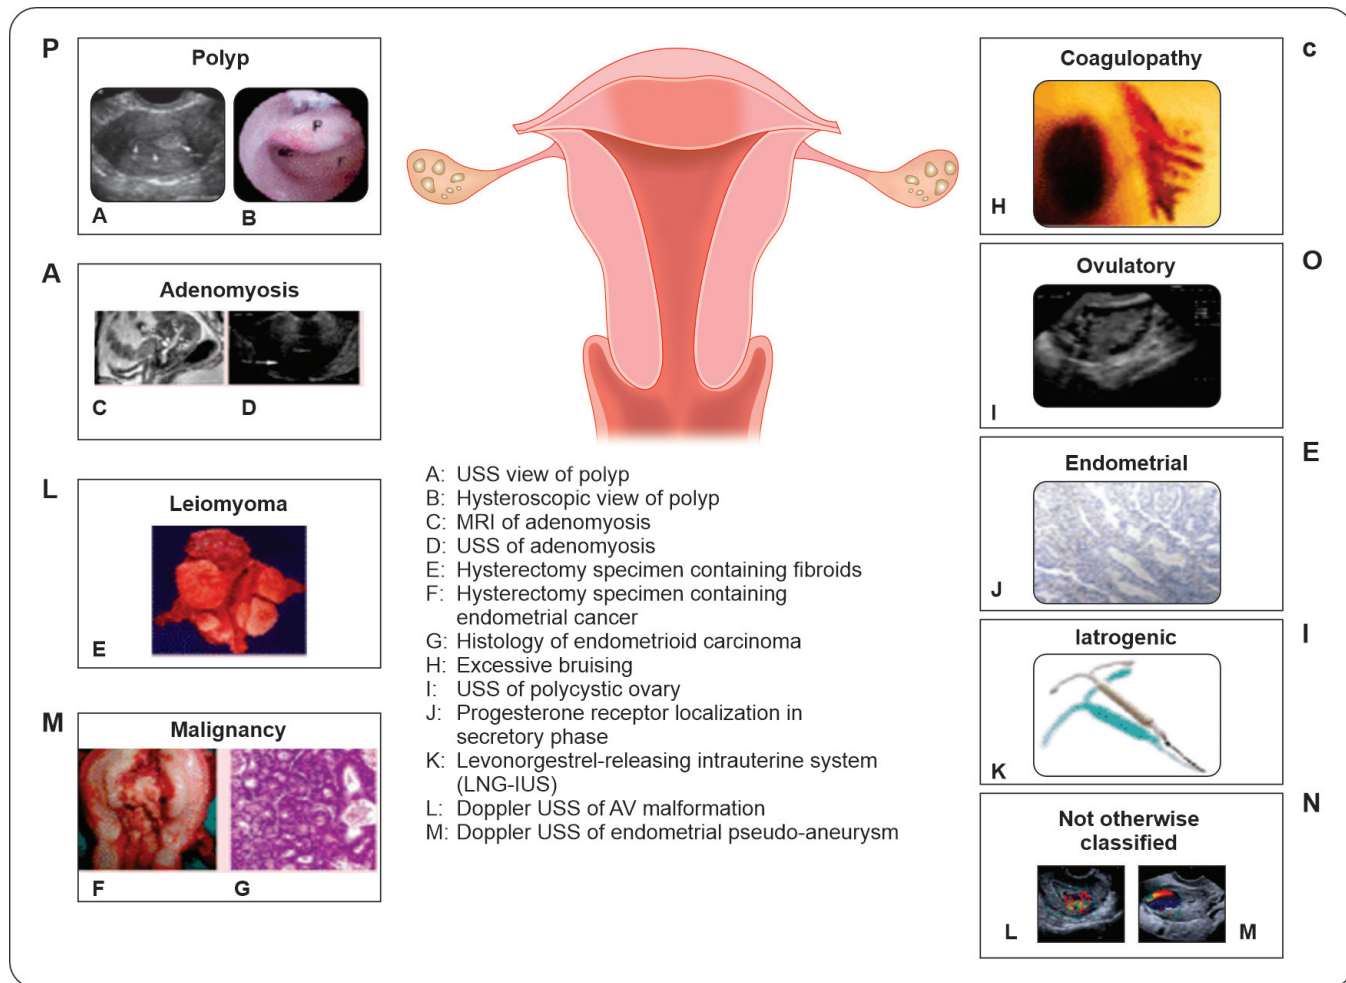 P
Polyp
A
B
P
F
A
Adenomyosis
C
D
L
Leiomyoma
E
M
Malignancy
F
G
A: USS view of polyp
B: Hysteroscopic view of polyp
C: MRI of adenomyosis
D: USS of adenomyosis
E: Hysterectomy specimen containing fibroids
F: Hysterectomy specimen containing
endometrial cancer
G: Histology of endometrioid carcinoma
H: Excessive bruising
I: USS of polycystic ovary
J: Progesterone receptor localization in
secretory phase
K: Levonorgestrel-releasing intrauterine system
(LNG-IUS)
L: Doppler USS of AV malformation
M: Doppler USS of endometrial pseudo-aneurysm
c
Coagulopathy
H
O
Ovulatory
I
E
Endometrial
J
I
Iatrogenic
K
N
Not otherwise
classified
L
M